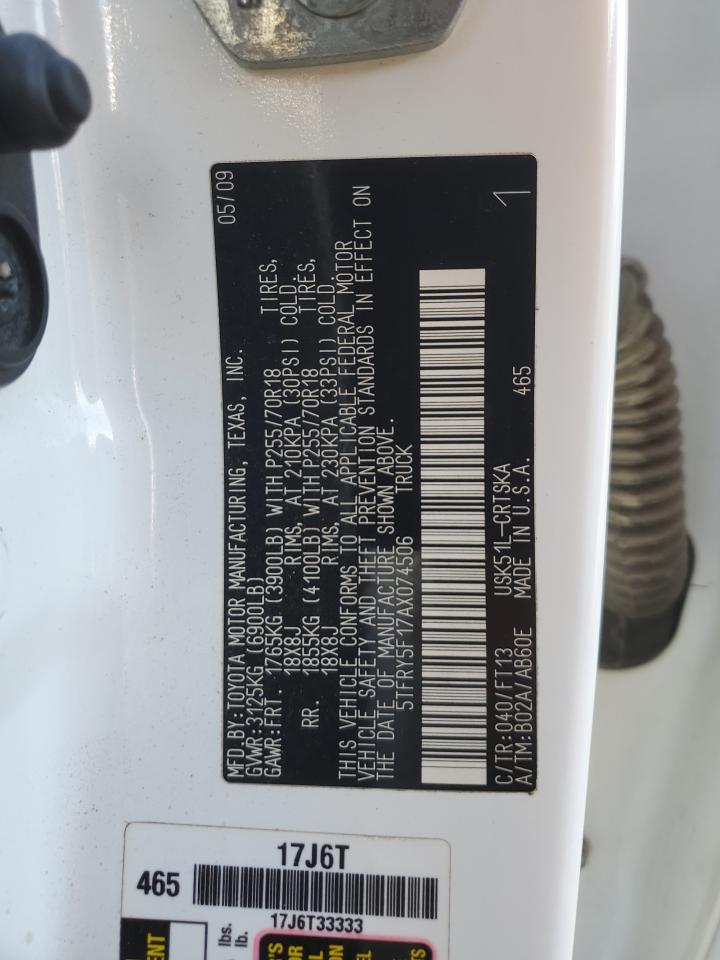 MFD.BY:TOYOTA MOTOR MANUFACTURING, TEXAS, INC. 05/09
GVWR:3125KG (6900LB)
GAWR:FRT. 1765KG (3900LB) WITH P255/70R18 TIRES,
18X8J RIMS, AT 210KPA (30PSI) COLD.
RR. 1855KG (4100LB) WITH P255/70R18 TIRES,
18X8J RIMS, AT 230KPA (33PSI) COLD.
THIS VEHICLE CONFORMS TO ALL APPLICABLE FEDERAL MOTOR
VEHICLE SAFETY AND THEFT PREVENTION STANDARDS IN EFFECT ON
THE DATE OF MANUFACTURE SHOWN ABOVE.
5TFRY5F17AX074506 TRUCK
C/TR:040/FT13 USK51L-CRTSKA 465 1
A/TM:B02A/AB60E MADE IN U.S.A.
17J6T
465
17J6T33333
lbs.
lb.